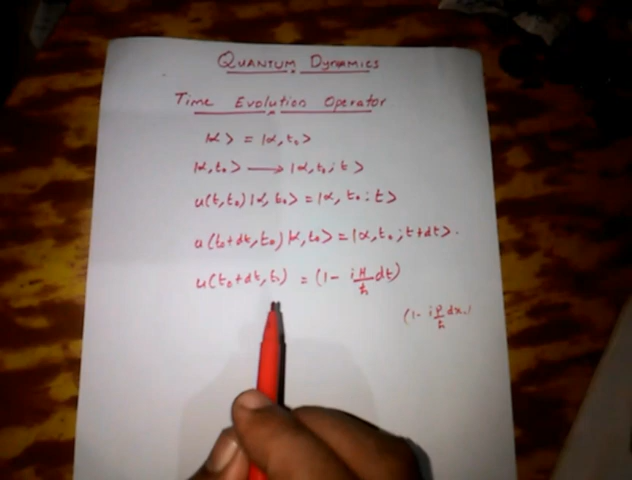 QUANTUM DYNAMICS
TIME EVOLUTION OPERATOR
|α> = |α, t₀>
|α, t₀> ⟶ |α, t₀; t>
u(t, t₀) |α, t₀> = |α, t₀; t>
u(t₀+dt, t₀) |α, t₀> = |α, t₀; t+dt>.
u(t₀+dt, t₀) = (1 - iH/ħ dt)
(1 - iP/ħ dx.)